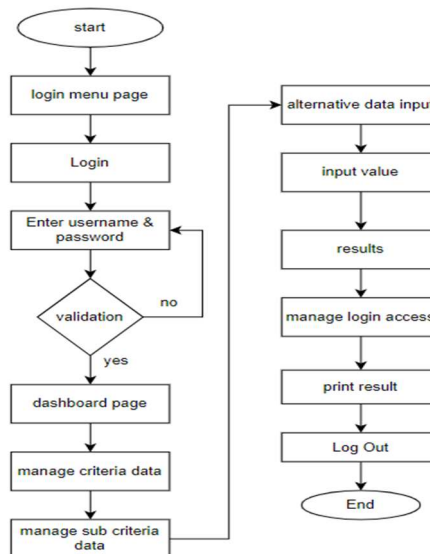 start
login menu page
Login
Enter username &
password
validation
no
yes
dashboard page
manage criteria data
manage sub criteria
data
alternative data input
input value
results
manage login access
print result
Log Out
End